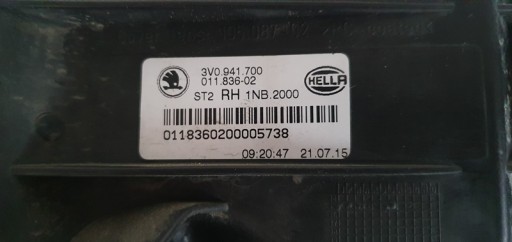 3V0.941.700
011.836-02
HELLA
ST2 RH 1NB.2000
0118360200005738
09:20:47 21.07.15